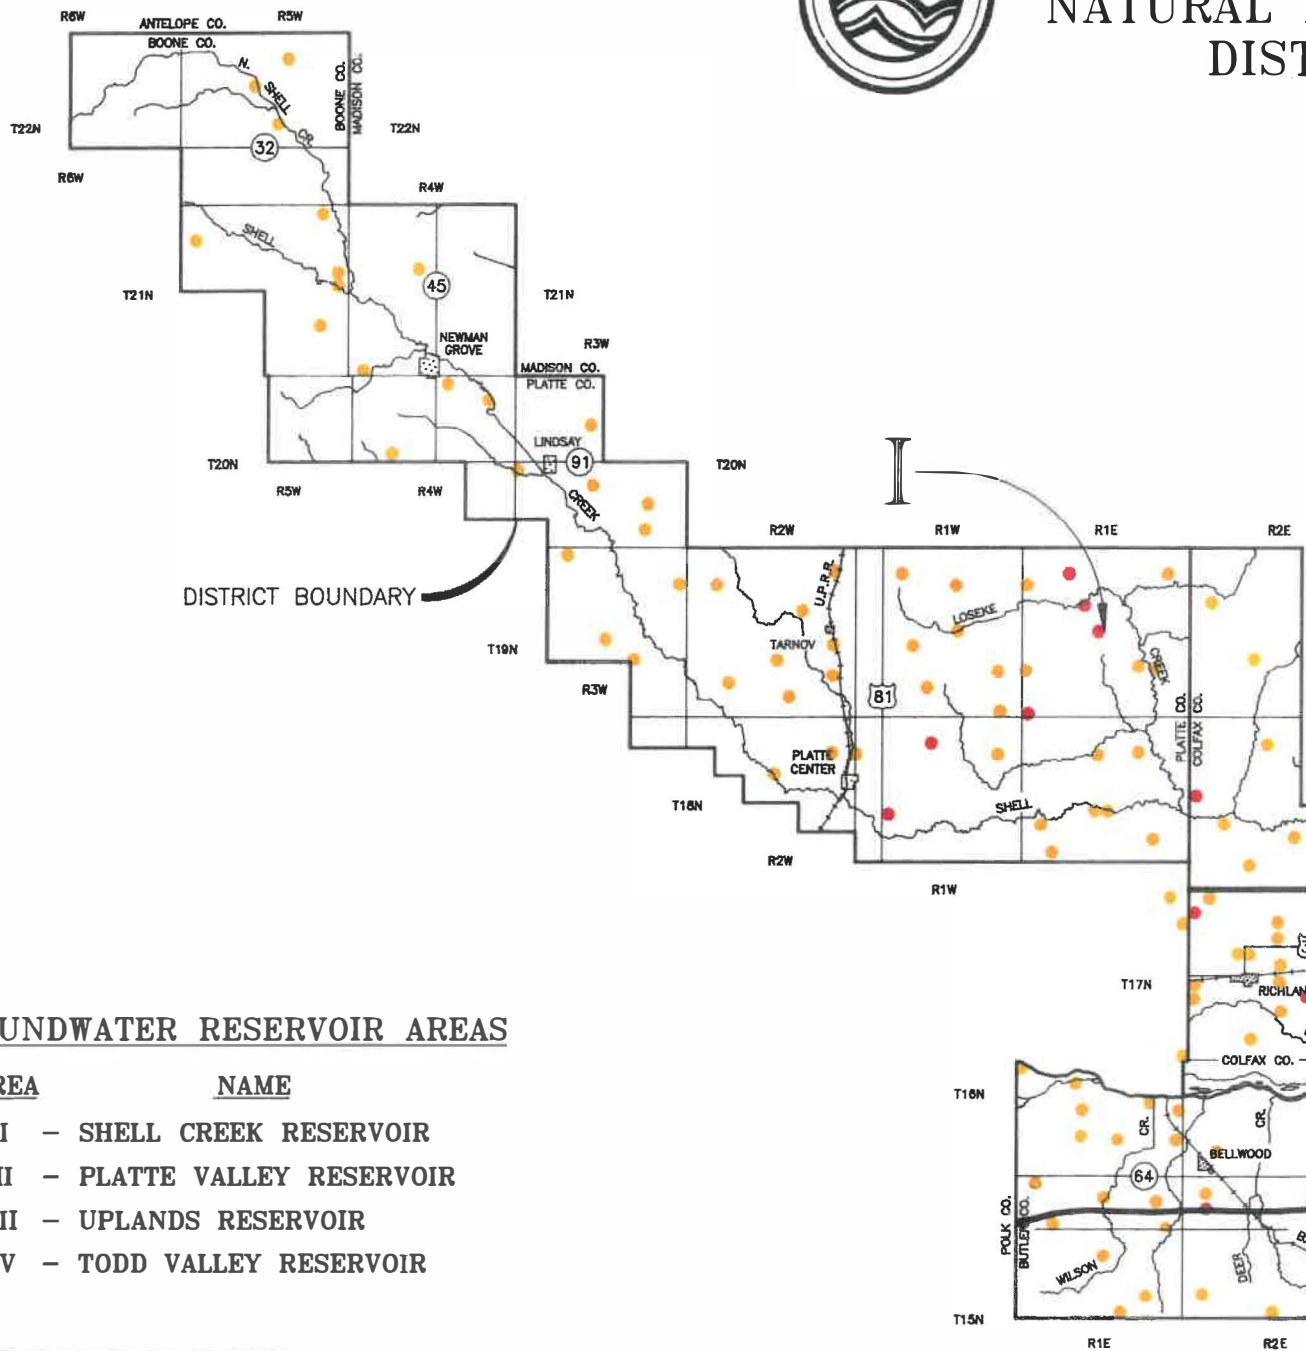 NATURAL
DIST
R6W
R5W
ANTELOPE CO.
BOONE CO.
N. SHELL CR.
BOONE CO.
MADISON CO.
T22N
T22N
32
R6W
R4W
SHELL
45
T21N
T21N
NEWMAN
GROVE
R3W
MADISON CO.
PLATTE CO.
LINDSAY
91
T20N
T20N
R5W
R4W
CREEK
I
R2W
R1W
R1E
R2E
DISTRICT BOUNDARY
U.P.R.R.
LOSEKE
CREEK
T19N
TARNOV
R3W
81
PLATTE CO.
COLFAX CO.
PLATTE
CENTER
T18N
SHELL
R2W
R1W
T17N
RICHLAN
COLFAX CO.
T16N
CR.
CR.
BELLWOOD
64
POLK CO.
BUTLER CO.
WILSON
DEER
B
T15N
R1E
R2E
UNDWATER RESERVOIR AREAS
REA NAME
I – SHELL CREEK RESERVOIR
II – PLATTE VALLEY RESERVOIR
II – UPLANDS RESERVOIR
V – TODD VALLEY RESERVOIR